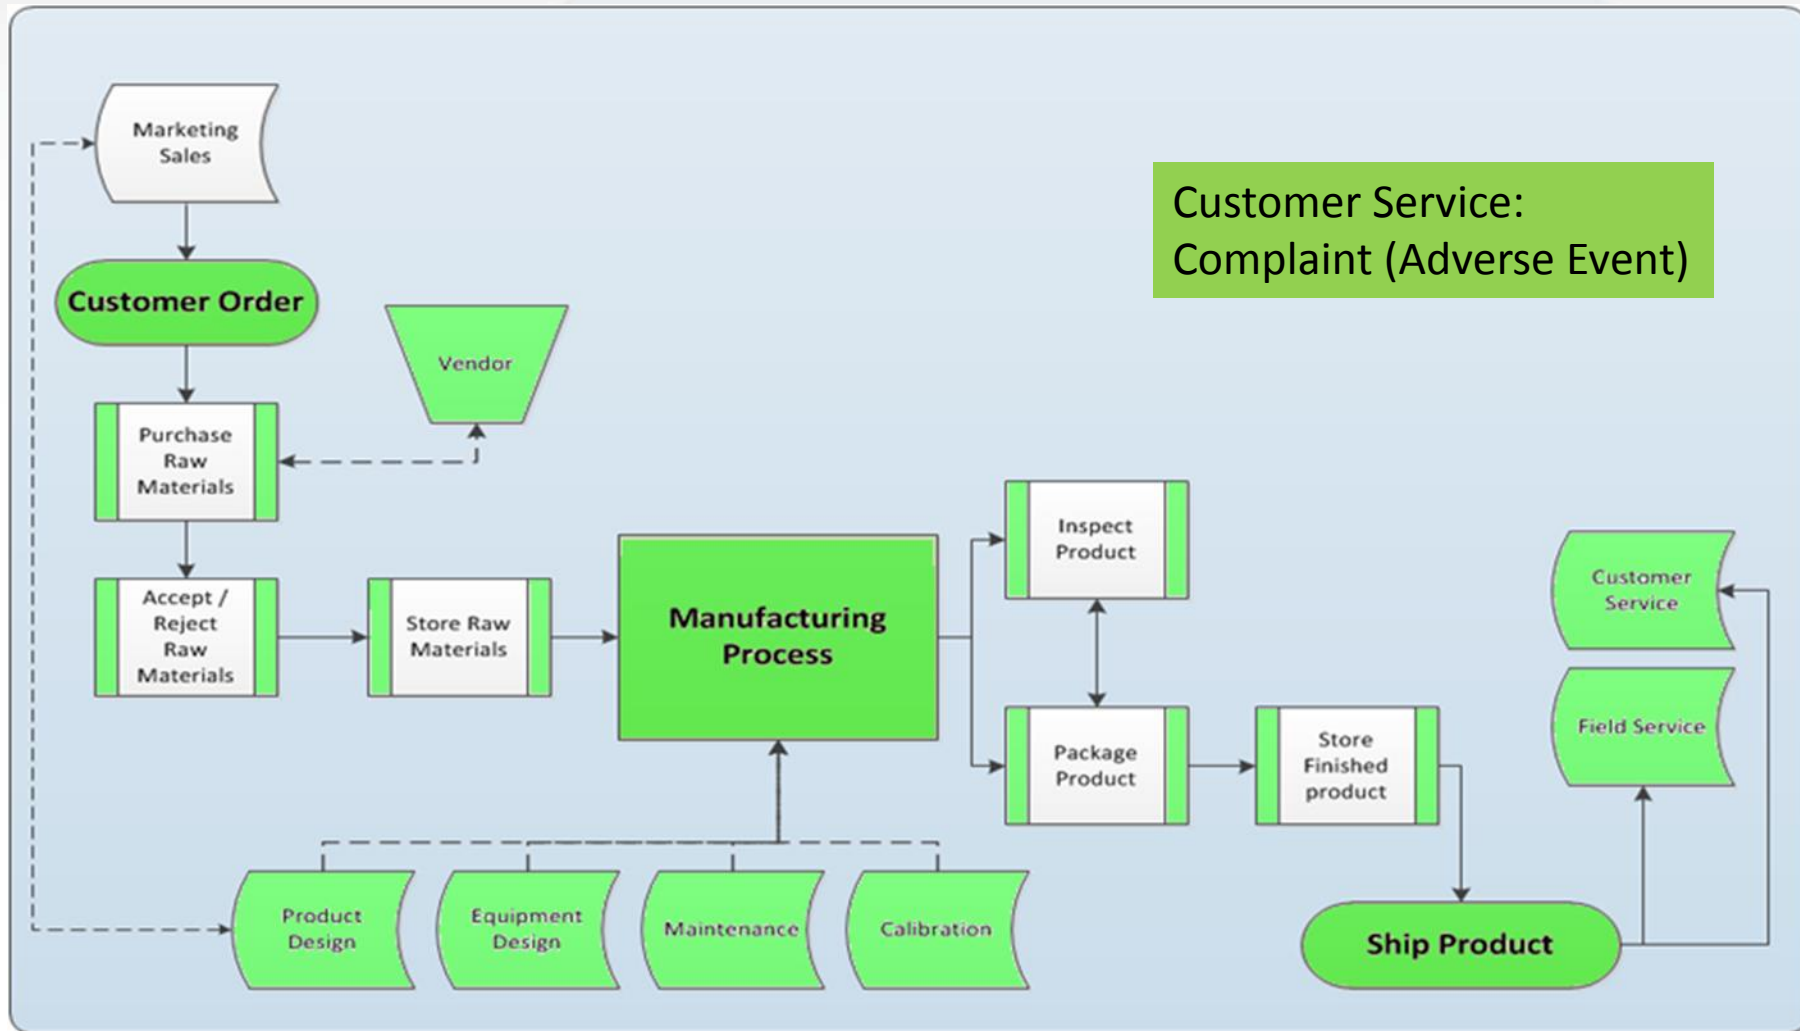 Marketing
Sales
Customer Service:
Complaint (Adverse Event)
Customer Order
Vendor
Purchase
Raw
Materials
Accept /
Reject
Raw
Materials
Store Raw
Materials
Manufacturing
Process
Inspect
Product
Package
Product
Store
Finished
product
Customer
Service
Field Service
Product
Design
Equipment
Design
Maintenance
Calibration
Ship Product